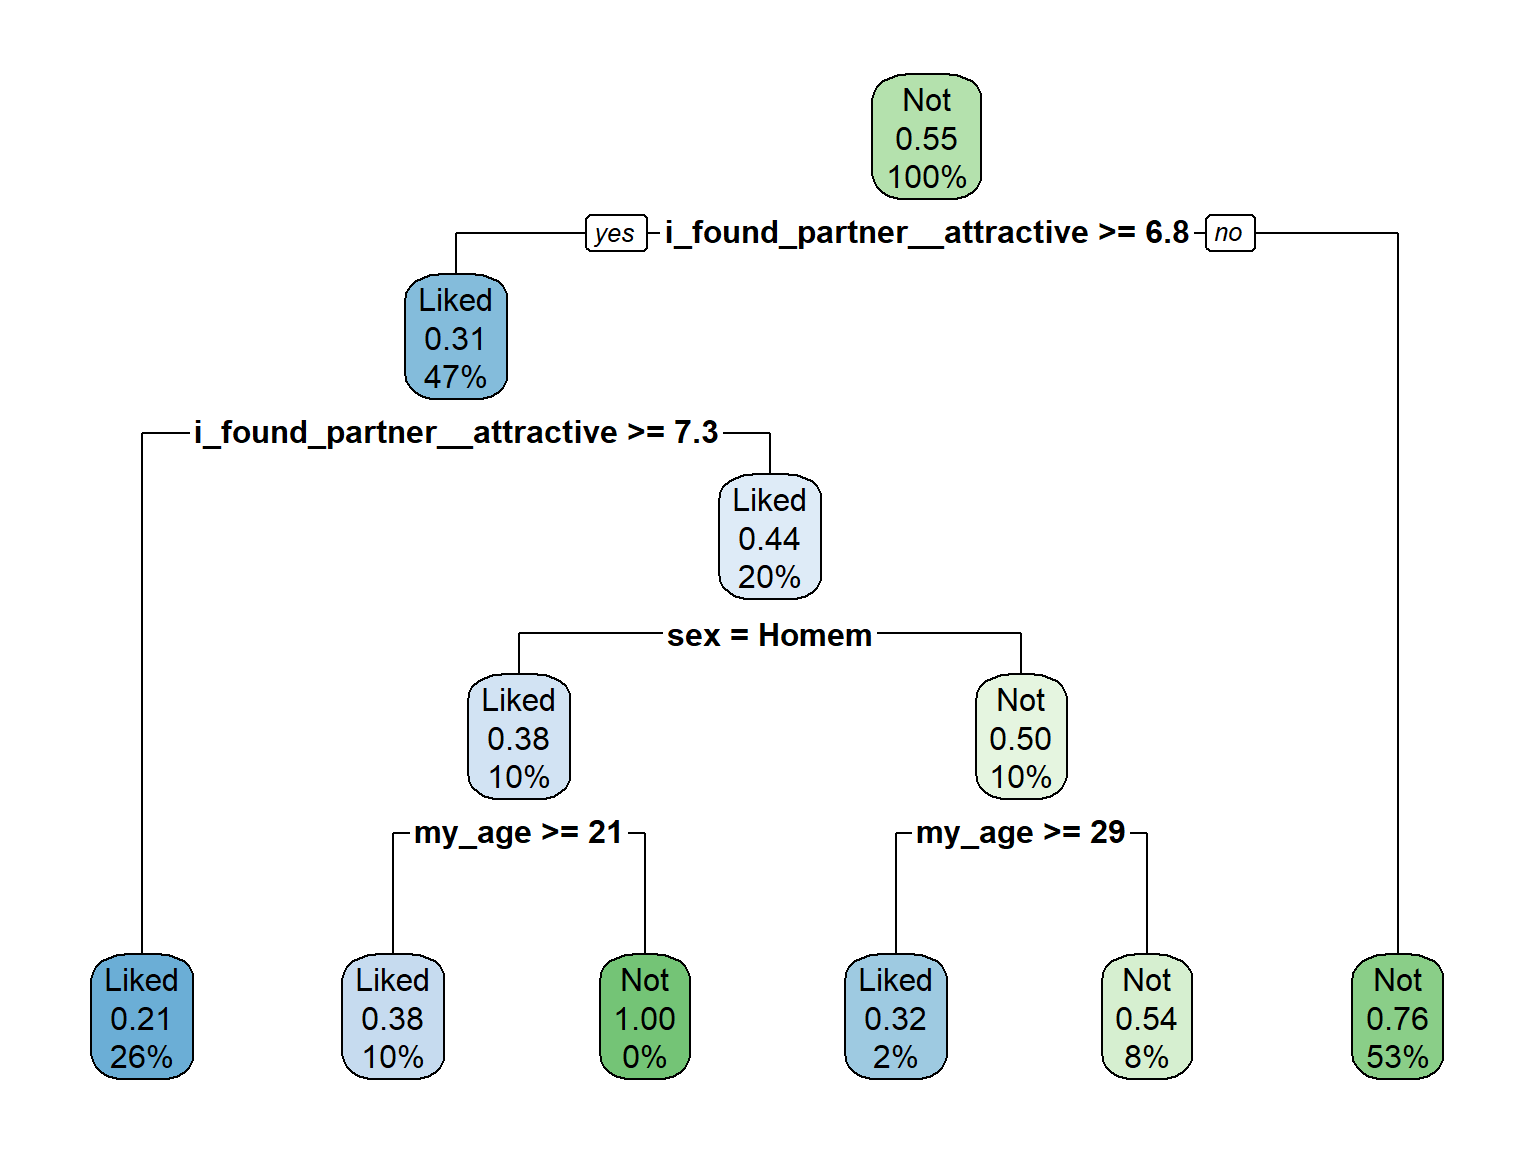 Not
0.55
100%
yes
i_found_partner__attractive >= 6.8
no
Liked
0.31
47%
i_found_partner__attractive >= 7.3
Liked
0.44
20%
sex = Homem
Liked
0.38
10%
Not
0.50
10%
my_age >= 21
my_age >= 29
Liked
0.21
26%
Liked
0.38
10%
Not
1.00
0%
Liked
0.32
2%
Not
0.54
8%
Not
0.76
53%